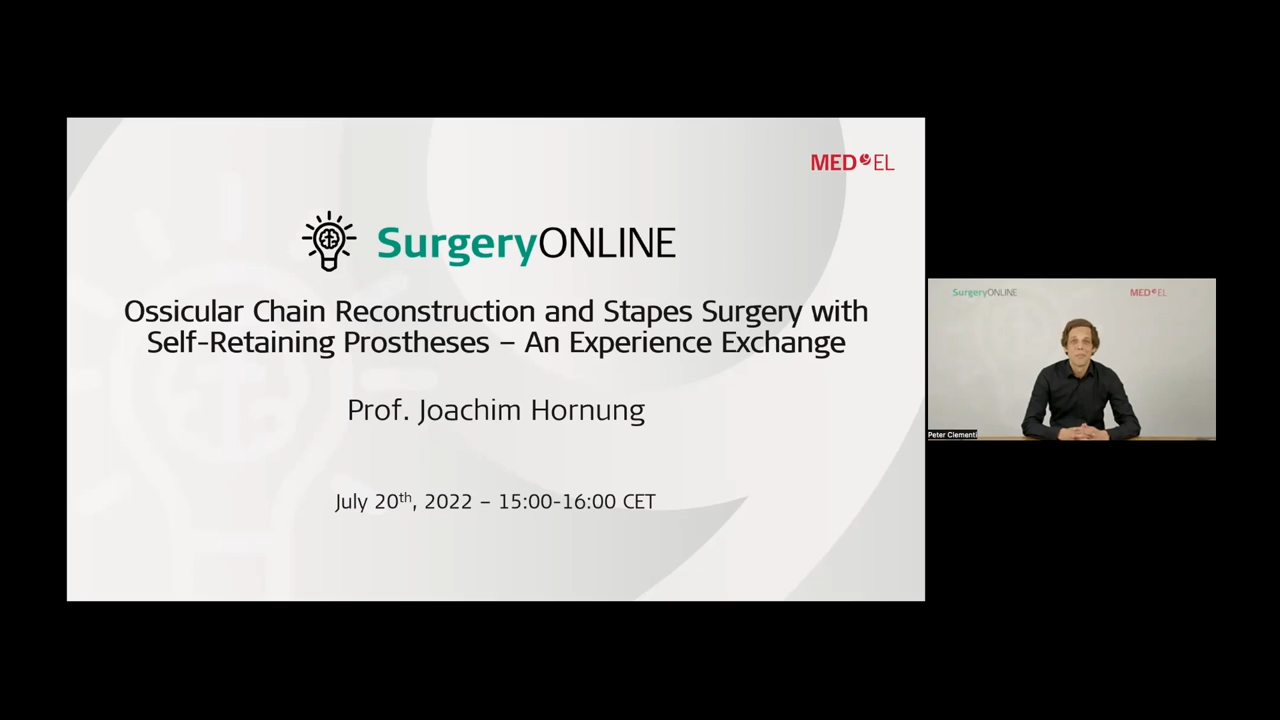 MED EL
SurgeryONLINE
Ossicular Chain Reconstruction and Stapes Surgery with
Self-Retaining Prostheses – An Experience Exchange
Prof. Joachim Hornung
July 20th, 2022 – 15:00-16:00 CET
SurgeryONLINE
MED EL
Peter Clementi